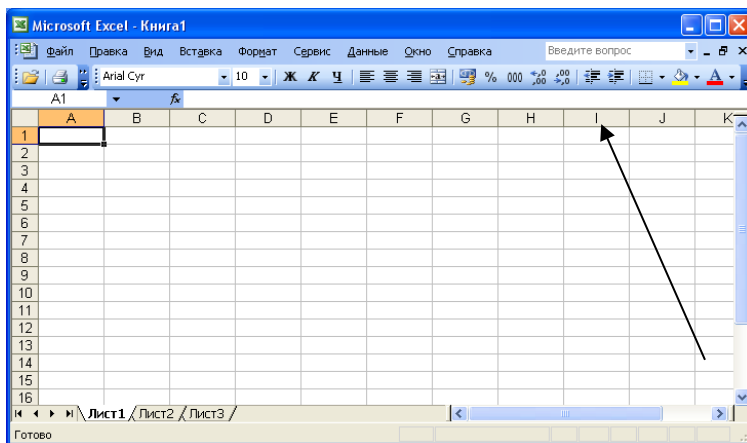 Microsoft Excel - Книга1
Файл Правка Вид Вставка Формат Сервис Данные Окно Справка Введите вопрос
Arial Cyr 10 Ж К Ч % 000 ,00 ,0 A
A1 fx
A B C D E F G H I J K
1
2
3
4
5
6
7
8
9
10
11
12
13
14
15
16
Лист1 Лист2 Лист3
Готово